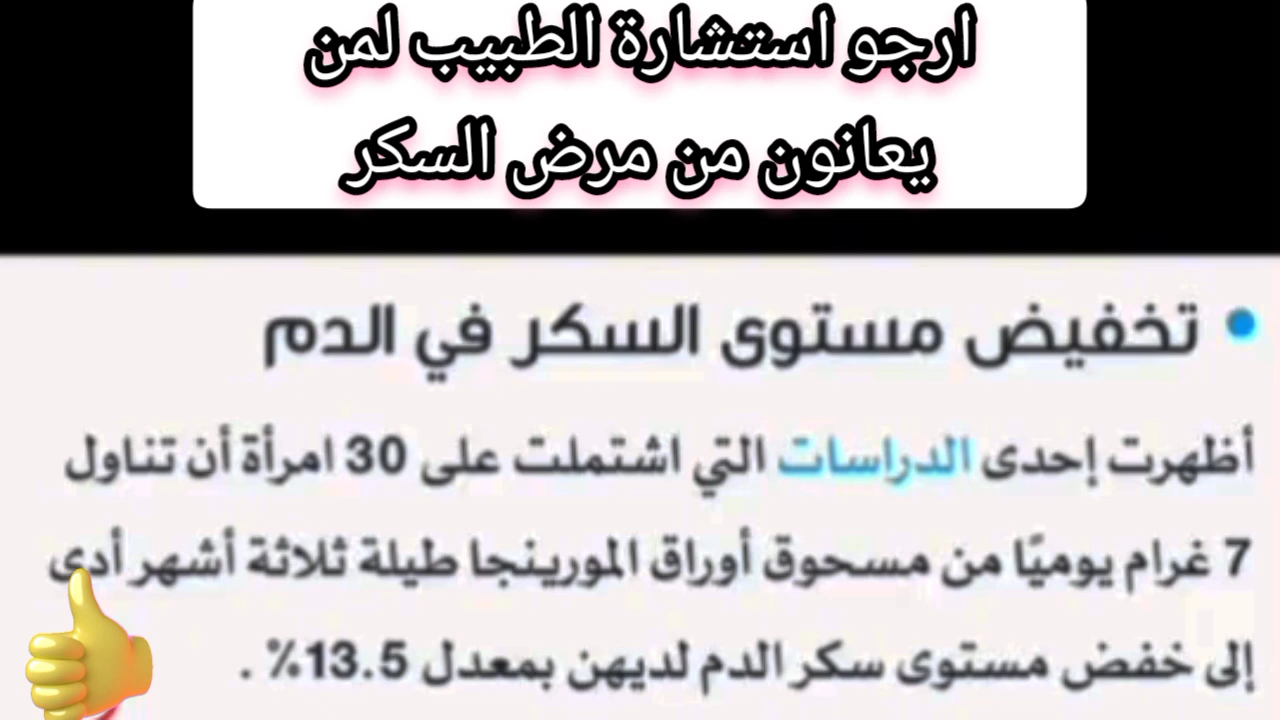 ارجو استشارة الطبيب لمن
يعانون من مرض السكر
• تخفيض مستوى السكر في الدم
أظهرت إحدى الدراسات التي اشتملت على 30 امرأة أن تناول
7 غرام يوميًا من مسحوق أوراق المورينجا طيلة ثلاثة أشهر أدى
إلى خفض مستوى سكر الدم لديهن بمعدل 13.5% .